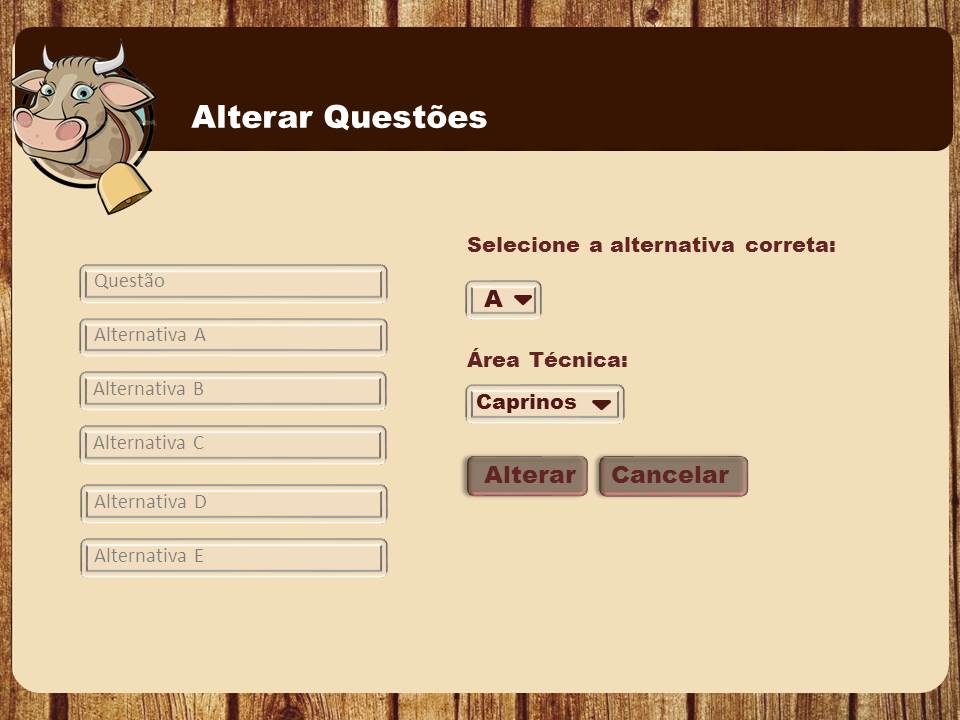 Alterar Questões
Questão
Alternativa A
Alternativa B
Alternativa C
Alternativa D
Alternativa E
Selecione a alternativa correta:
A
Área Técnica:
Caprinos
Alterar
Cancelar